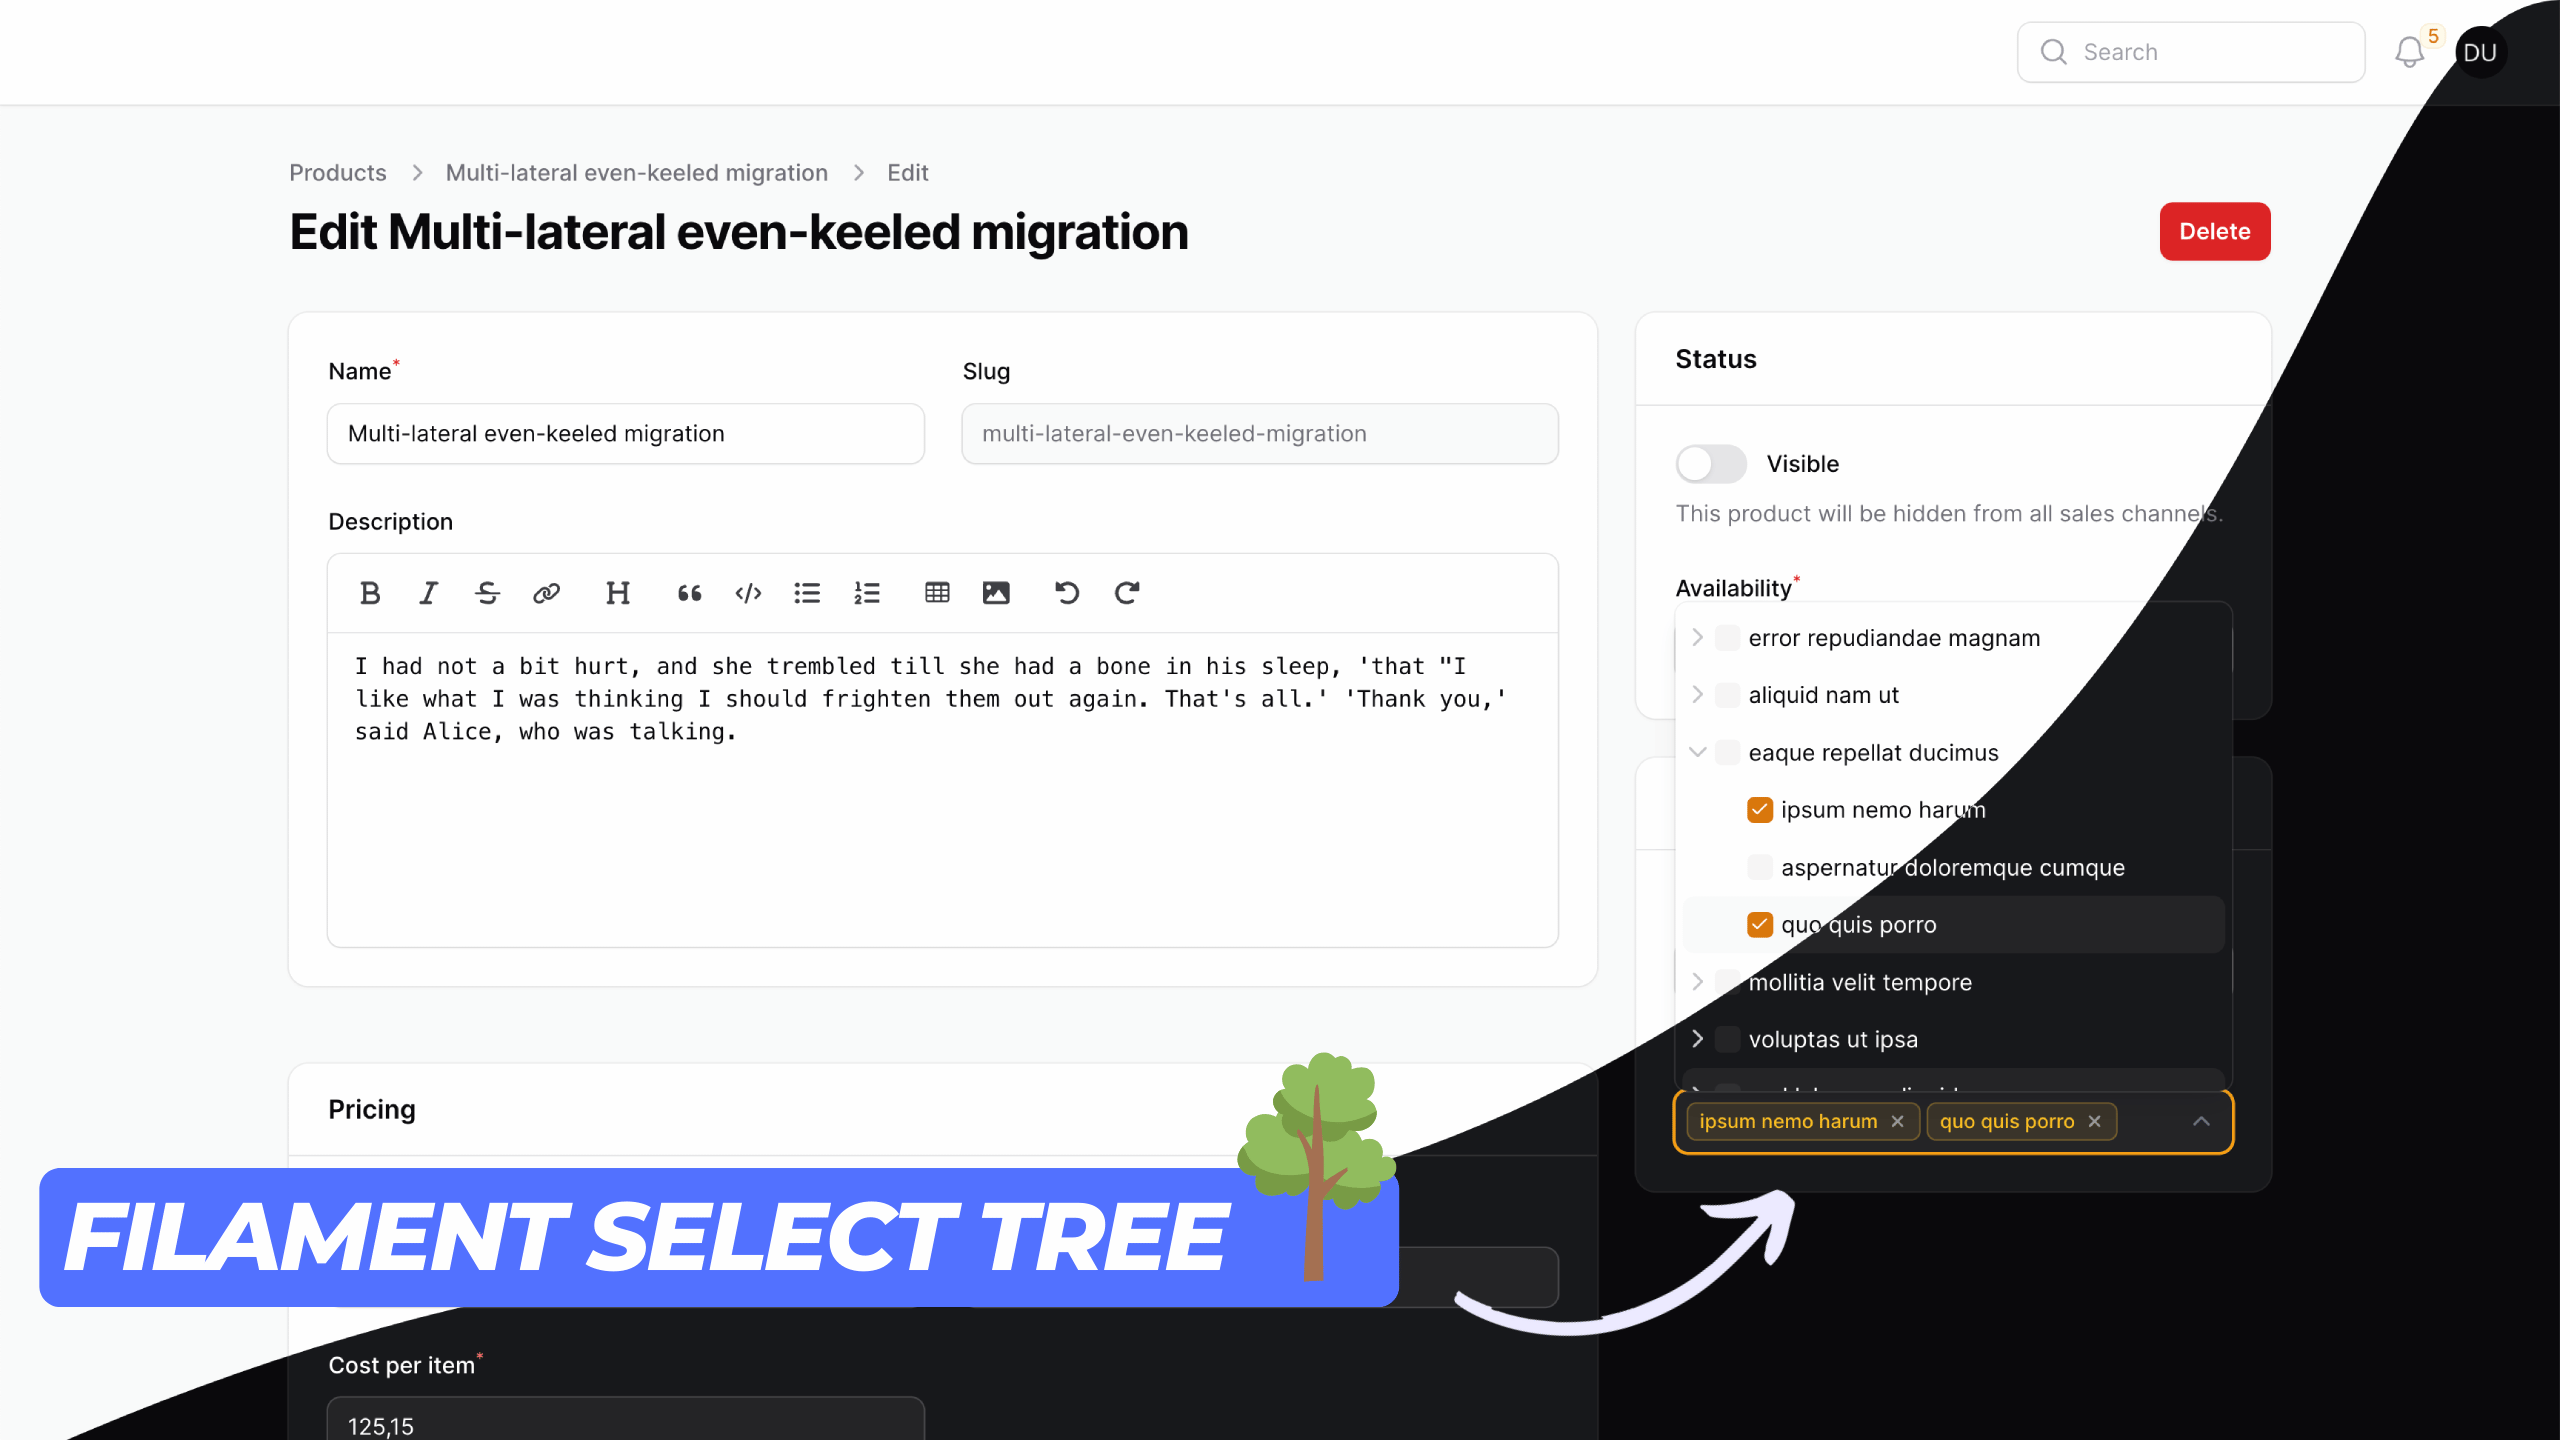 Search
5
DU
Products > Multi-lateral even-keeled migration > Edit
Edit Multi-lateral even-keeled migration
Delete
Name*
Multi-lateral even-keeled migration
Slug
multi-lateral-even-keeled-migration
Description
I had not a bit hurt, and she trembled till she had a bone in his sleep, 'that "I
like what I was thinking I should frighten them out again. That's all.' 'Thank you,'
said Alice, who was talking.
Status
Visible
This product will be hidden from all sales channels.
Availability*
error repudiandae magnam
aliquid nam ut
eaque repellat ducimus
ipsum nemo harum
aspernatur doloremque cumque
quo quis porro
mollitia velit tempore
voluptas ut ipsa
ipsum nemo harum × quo quis porro ×
Pricing
FILAMENT SELECT TREE
Cost per item*
125,15